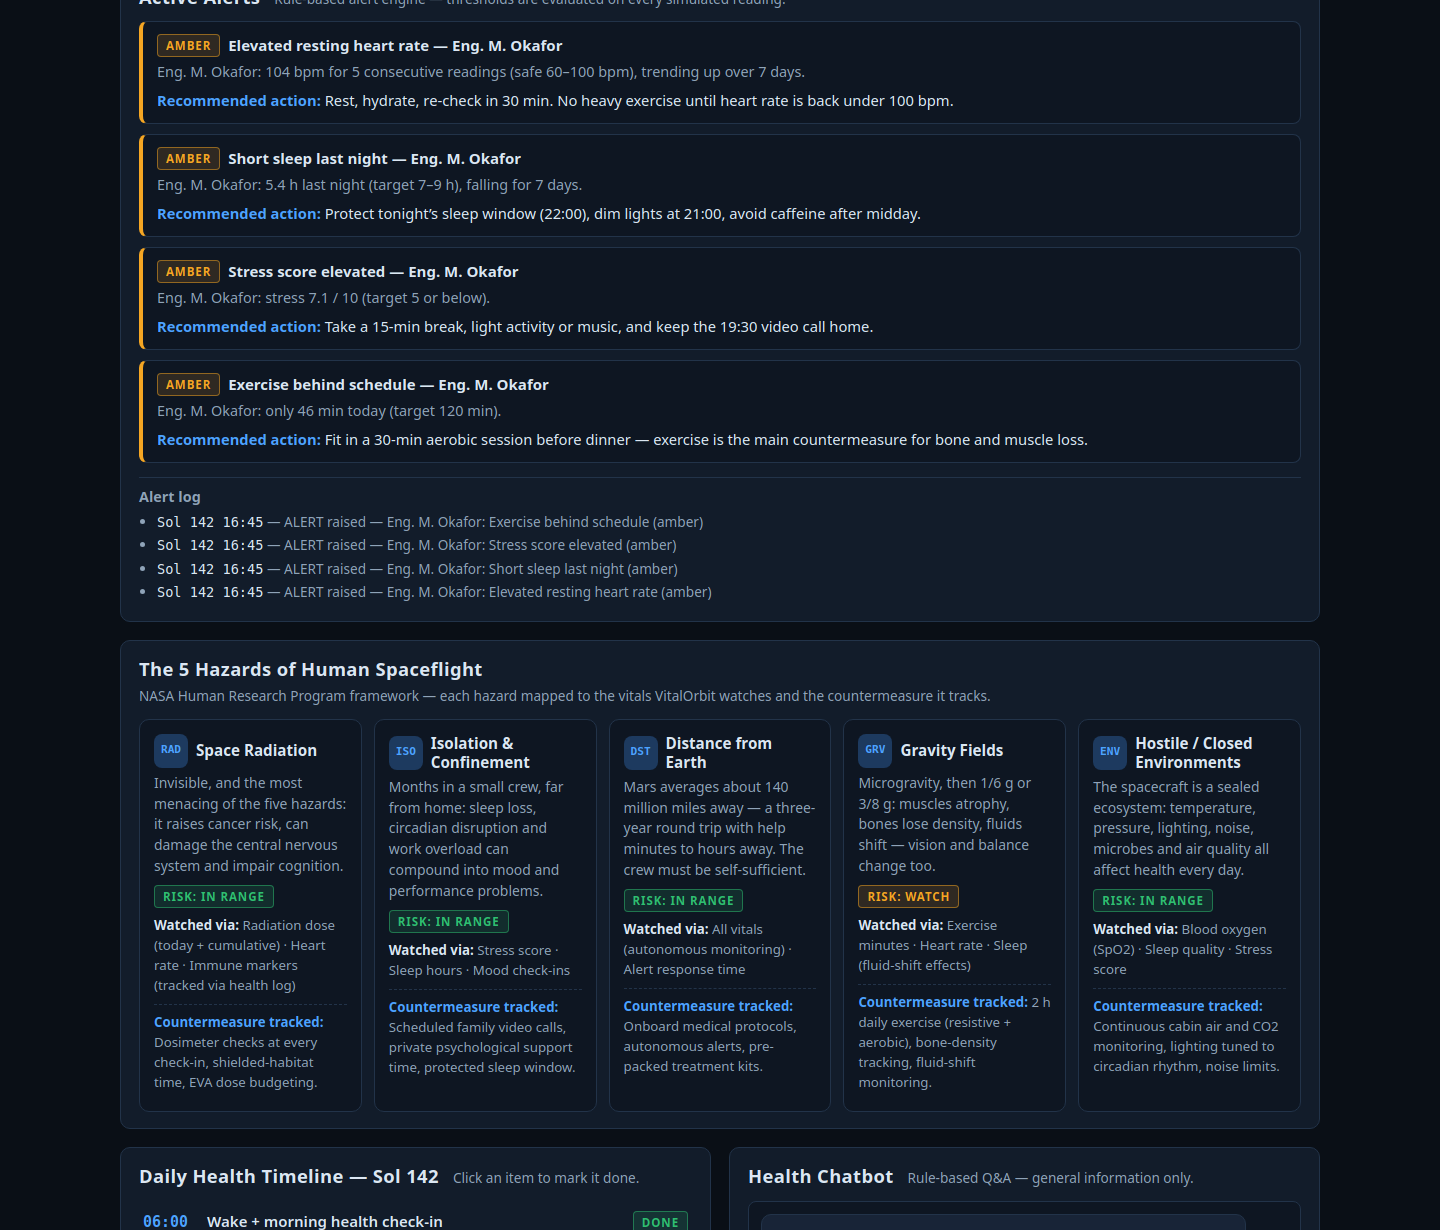 Active Alerts Rule-based alert engine — thresholds are evaluated on every simulated reading.
AMBER Elevated resting heart rate — Eng. M. Okafor
Eng. M. Okafor: 104 bpm for 5 consecutive readings (safe 60–100 bpm), trending up over 7 days.
Recommended action: Rest, hydrate, re-check in 30 min. No heavy exercise until heart rate is back under 100 bpm.
AMBER Short sleep last night — Eng. M. Okafor
Eng. M. Okafor: 5.4 h last night (target 7–9 h), falling for 7 days.
Recommended action: Protect tonight’s sleep window (22:00), dim lights at 21:00, avoid caffeine after midday.
AMBER Stress score elevated — Eng. M. Okafor
Eng. M. Okafor: stress 7.1 / 10 (target 5 or below).
Recommended action: Take a 15-min break, light activity or music, and keep the 19:30 video call home.
AMBER Exercise behind schedule — Eng. M. Okafor
Eng. M. Okafor: only 46 min today (target 120 min).
Recommended action: Fit in a 30-min aerobic session before dinner — exercise is the main countermeasure for bone and muscle loss.
Alert log
Sol 142 16:45 — ALERT raised — Eng. M. Okafor: Exercise behind schedule (amber)
Sol 142 16:45 — ALERT raised — Eng. M. Okafor: Stress score elevated (amber)
Sol 142 16:45 — ALERT raised — Eng. M. Okafor: Short sleep last night (amber)
Sol 142 16:45 — ALERT raised — Eng. M. Okafor: Elevated resting heart rate (amber)
The 5 Hazards of Human Spaceflight
NASA Human Research Program framework — each hazard mapped to the vitals VitalOrbit watches and the countermeasure it tracks.
RAD Space Radiation
Invisible, and the most
menacing of the five hazards:
it raises cancer risk, can
damage the central nervous
system and impair cognition.
RISK: IN RANGE
Watched via: Radiation dose
(today + cumulative) · Heart
rate · Immune markers
(tracked via health log)
Countermeasure tracked:
Dosimeter checks at every
check-in, shielded-habitat
time, EVA dose budgeting.
ISO Isolation &
Confinement
Months in a small crew, far
from home: sleep loss,
circadian disruption and
work overload can
compound into mood and
performance problems.
RISK: IN RANGE
Watched via: Stress score ·
Sleep hours · Mood check-ins
Countermeasure tracked:
Scheduled family video calls,
private psychological support
time, protected sleep window.
DST Distance from
Earth
Mars averages about 140
million miles away — a three-
year round trip with help
minutes to hours away. The
crew must be self-sufficient.
RISK: IN RANGE
Watched via: All vitals
(autonomous monitoring) ·
Alert response time
Countermeasure tracked:
Onboard medical protocols,
autonomous alerts, pre-
packed treatment kits.
GRV Gravity Fields
Microgravity, then 1/6 g or
3/8 g: muscles atrophy,
bones lose density, fluids
shift — vision and balance
change too.
RISK: WATCH
Watched via: Exercise
minutes · Heart rate · Sleep
(fluid-shift effects)
Countermeasure tracked: 2 h
daily exercise (resistive +
aerobic), bone-density
tracking, fluid-shift
monitoring.
ENV Hostile / Closed
Environments
The spacecraft is a sealed
ecosystem: temperature,
pressure, lighting, noise,
microbes and air quality all
affect health every day.
RISK: IN RANGE
Watched via: Blood oxygen
(SpO2) · Sleep quality · Stress
score
Countermeasure tracked:
Continuous cabin air and CO2
monitoring, lighting tuned to
circadian rhythm, noise limits.
Daily Health Timeline — Sol 142 Click an item to mark it done.
06:00 Wake + morning health check-in DONE
Health Chatbot Rule-based Q&A — general information only.